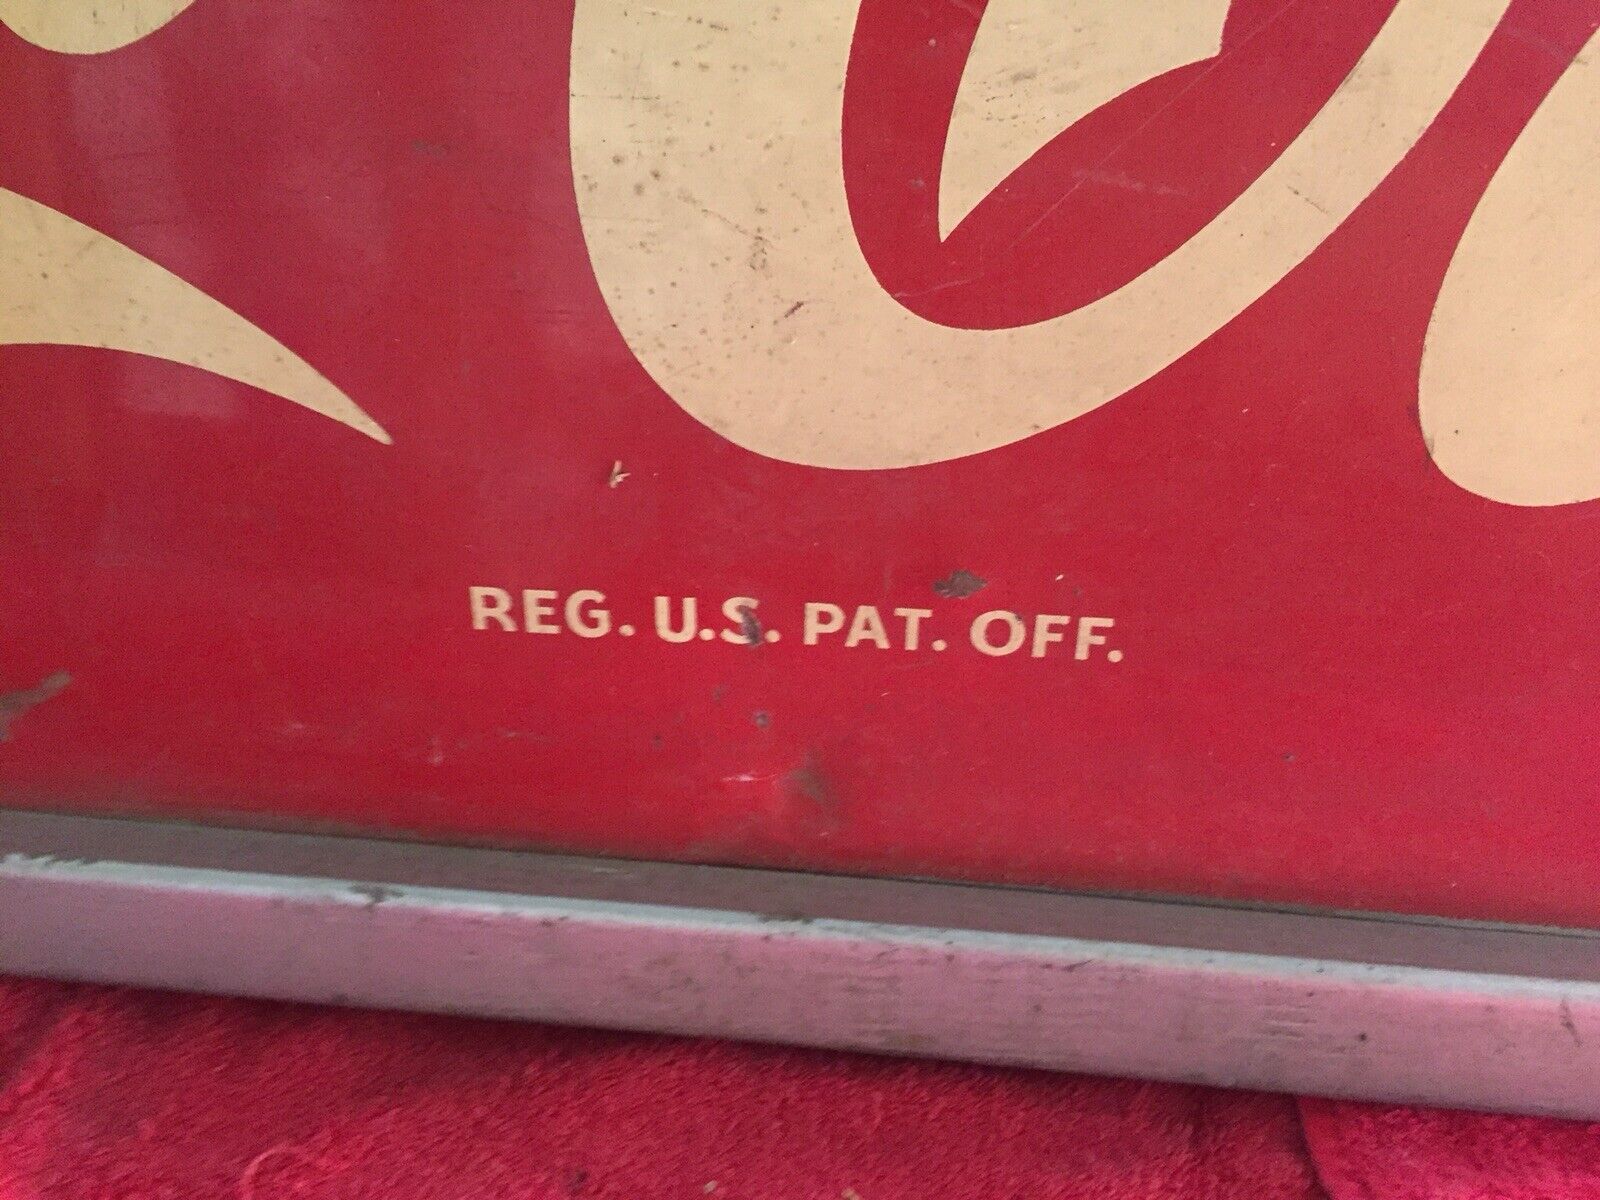 REG. U.S. PAT. OFF.